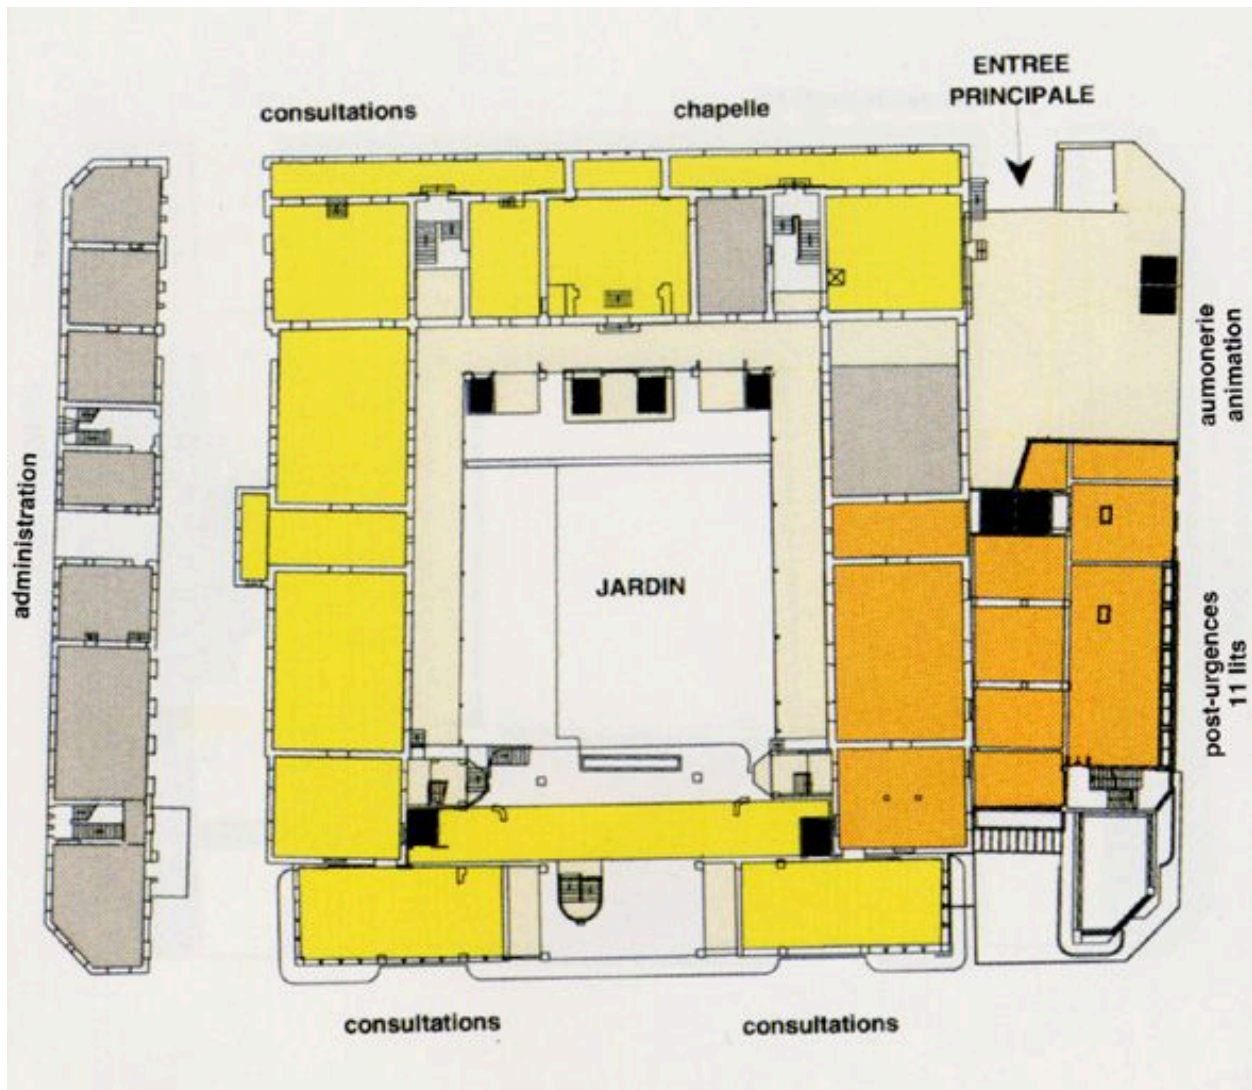 ENTREE
PRINCIPALE
consultations
chapelle
aumonerie
animation
administration
JARDIN
post-urgences
11 lits
consultations
consultations